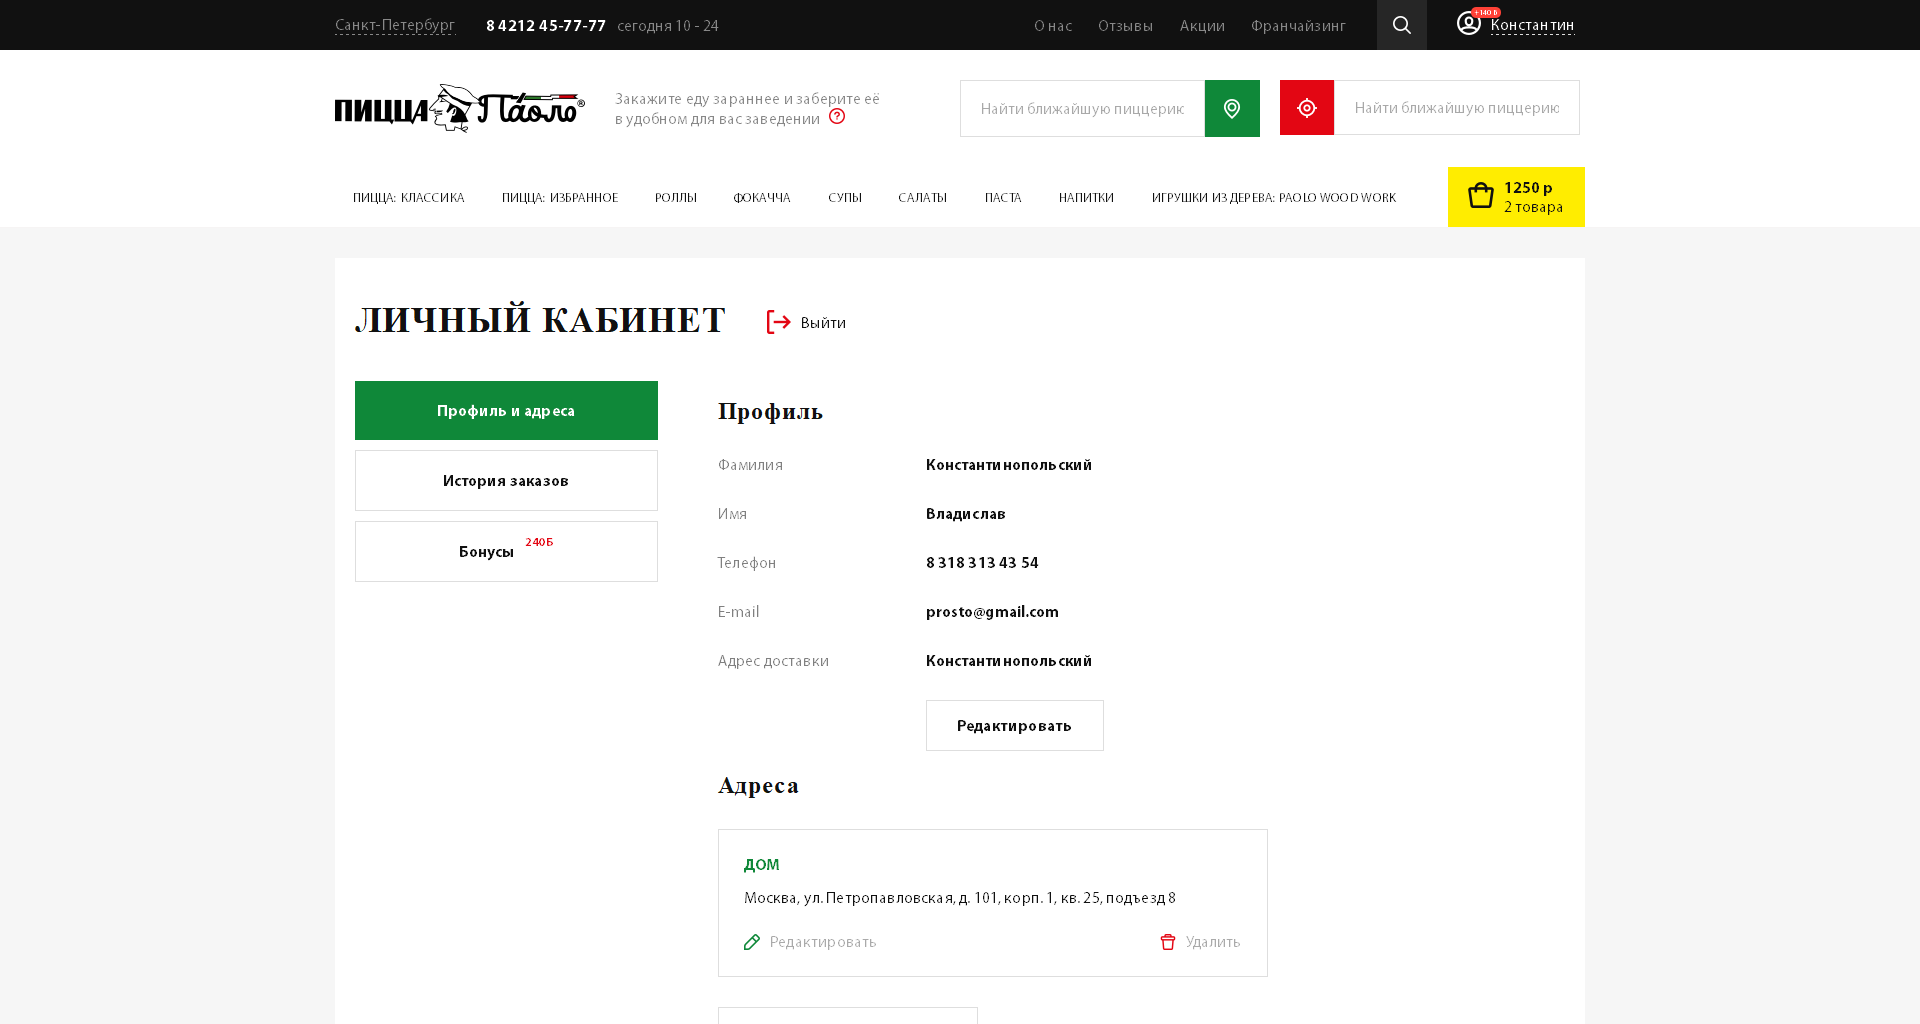 Санкт-Петербург
8 4212 45-77-77
сегодня 10 - 24
О нас
Отзывы
Акции
Франчайзинг
+140 Б
Константин
ПИЦЦА Паоло®
Закажите еду зараннее и заберите её
в удобном для вас заведении
Найти ближайшую пиццерию
Найти ближайшую пиццерию
ПИЦЦА: КЛАССИКА
ПИЦЦА: ИЗБРАННОЕ
РОЛЛЫ
ФОКАЧЧА
СУПЫ
САЛАТЫ
ПАСТА
НАПИТКИ
ИГРУШКИ ИЗ ДЕРЕВА: PAOLO WOOD WORK
1250 р
2 товара
ЛИЧНЫЙ КАБИНЕТ
Выйти
Профиль и адреса
История заказов
Бонусы 240Б
Профиль
Фамилия
Константинопольский
Имя
Владислав
Телефон
8 318 313 43 54
E-mail
prosto@gmail.com
Адрес доставки
Константинопольский
Редактировать
Адреса
ДОМ
Москва, ул. Петропавловская, д. 101, корп. 1, кв. 25, подъезд 8
Редактировать
Удалить